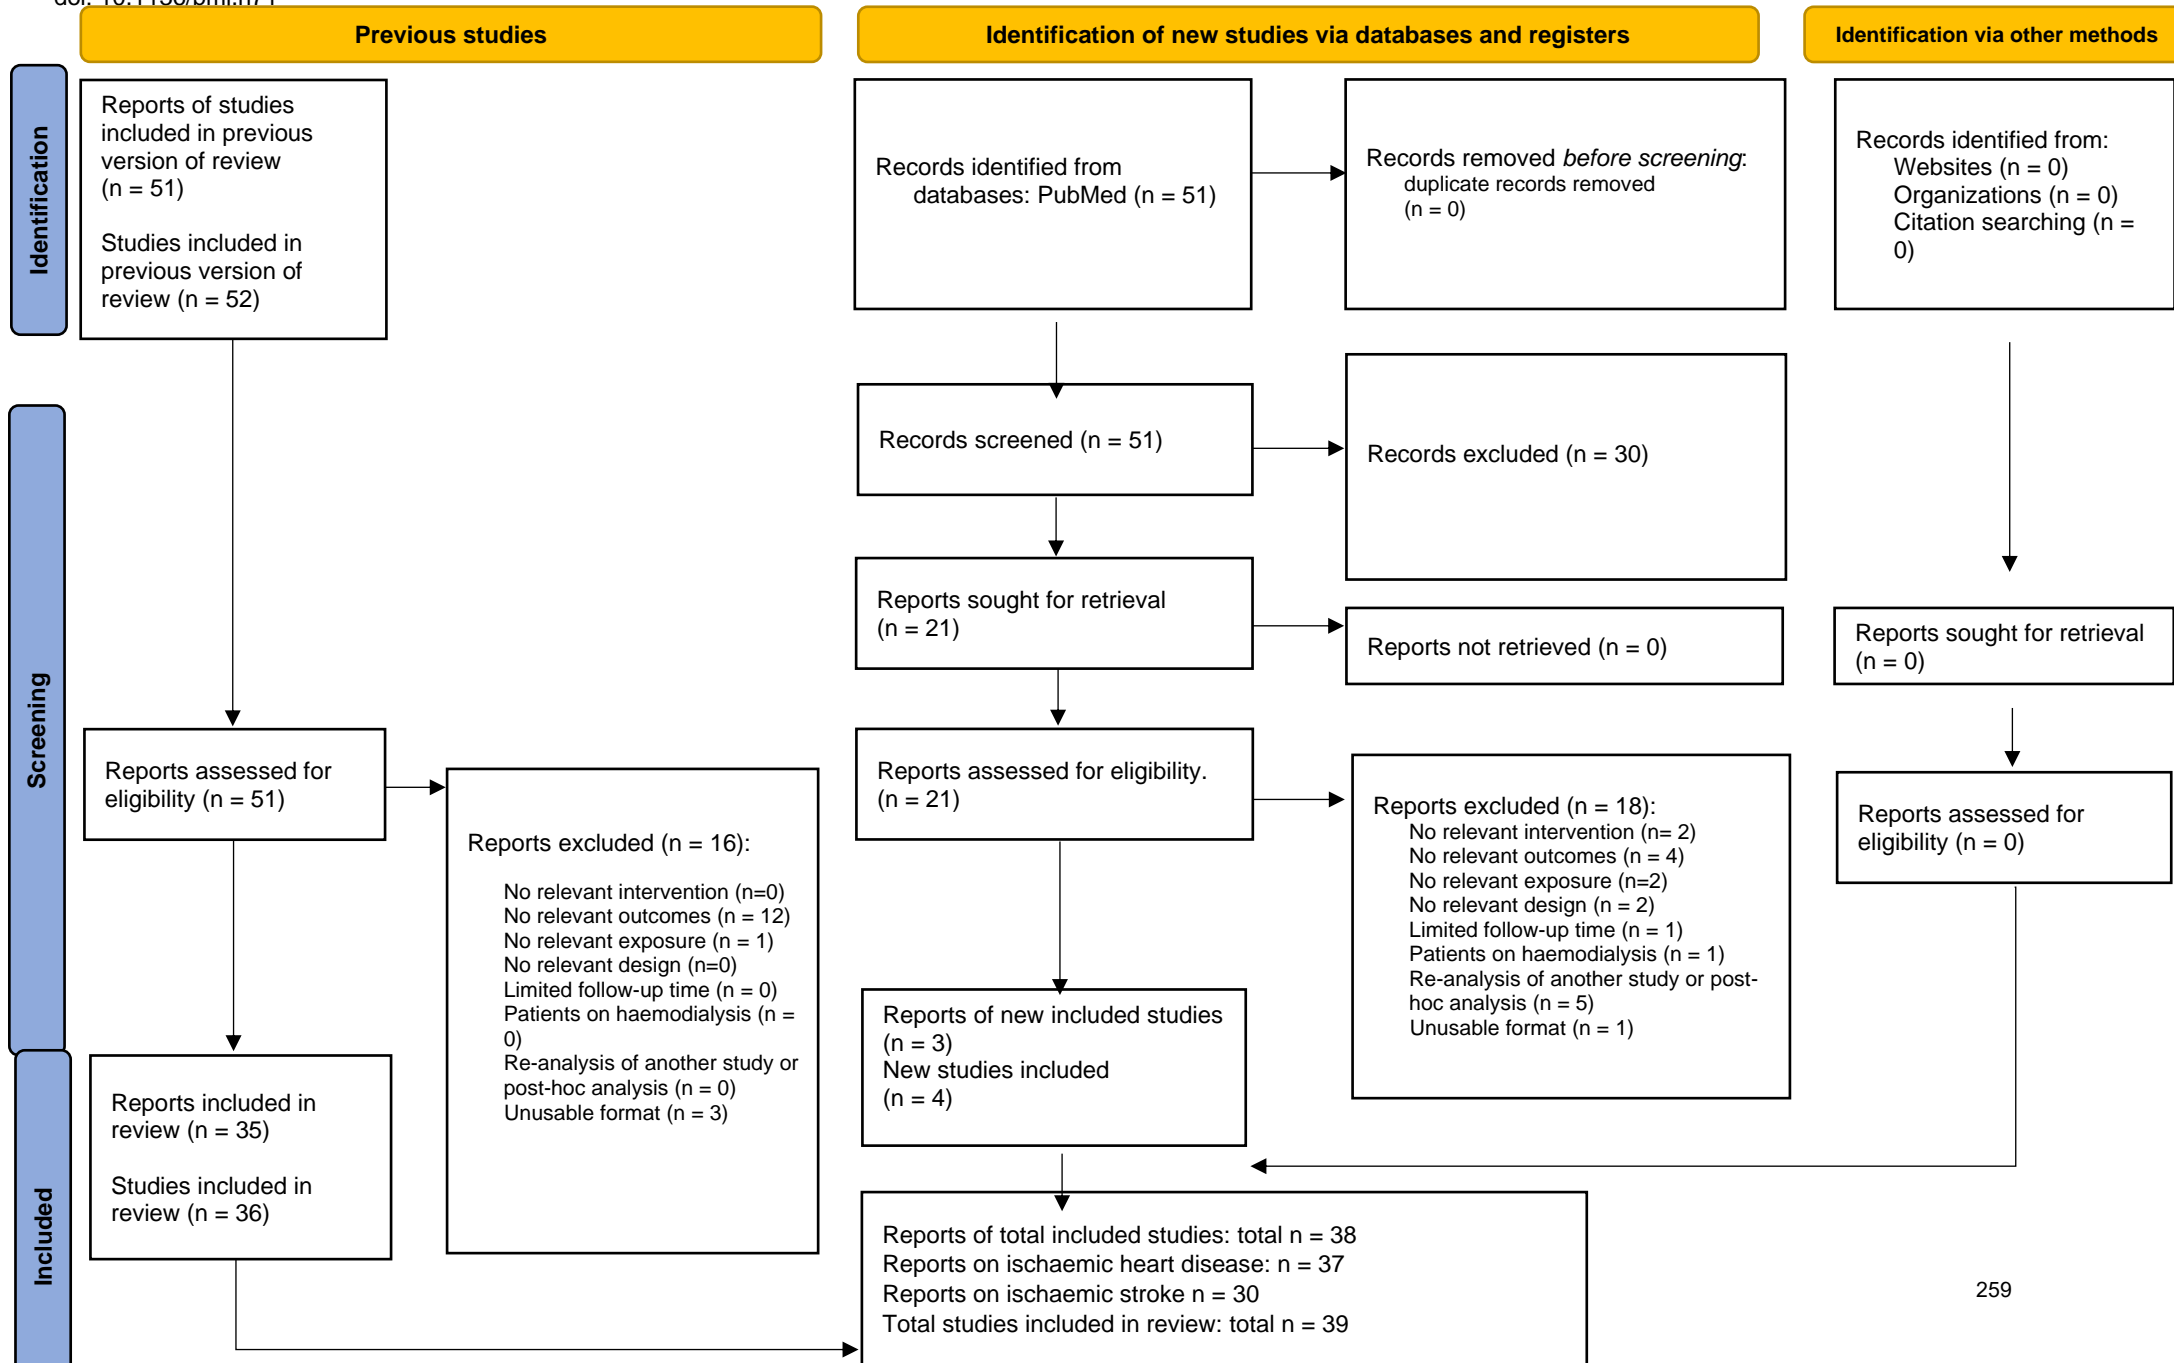 Previous studies
Identification of new studies via databases and registers
Identification via other methods
Identification
Reports of studies
included in previous
version of review
(n = 51)
Studies included in
previous version of
review (n = 52)
Records identified from
databases: PubMed (n = 51)
Records removed before screening:
duplicate records removed
(n = 0)
Records identified from:
Websites (n = 0)
Organizations (n = 0)
Citation searching (n =
0)
Screening
Records screened (n = 51)
Records excluded (n = 30)
Reports sought for retrieval
(n = 21)
Reports not retrieved (n = 0)
Reports sought for retrieval
(n = 0)
Reports assessed for
eligibility (n = 51)
Reports excluded (n = 16):
No relevant intervention (n=0)
No relevant outcomes (n = 12)
No relevant exposure (n = 1)
No relevant design (n=0)
Limited follow-up time (n = 0)
Patients on haemodialysis (n =
0)
Re-analysis of another study or
post-hoc analysis (n = 0)
Unusable format (n = 3)
Reports assessed for eligibility.
(n = 21)
Reports excluded (n = 18):
No relevant intervention (n= 2)
No relevant outcomes (n = 4)
No relevant exposure (n=2)
No relevant design (n = 2)
Limited follow-up time (n = 1)
Patients on haemodialysis (n = 1)
Re-analysis of another study or post-
hoc analysis (n = 5)
Unusable format (n = 1)
Reports assessed for
eligibility (n = 0)
Included
Reports included in
review (n = 35)
Studies included in
review (n = 36)
Reports of new included studies
(n = 3)
New studies included
(n = 4)
Reports of total included studies: total n = 38
Reports on ischaemic heart disease: n = 37
Reports on ischaemic stroke n = 30
Total studies included in review: total n = 39
259